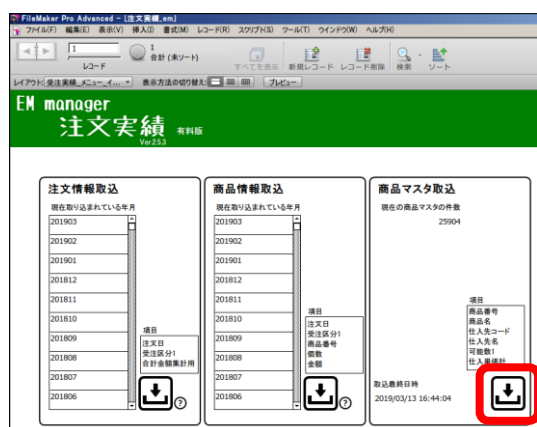 FileMaker Pro Advanced - [注文実績_em]
ファイル(F) 編集(E) 表示(V) 挿入(I) 書式(M) レコード(R) スクリプト(S) ツール(T) ウインドウ(W) ヘルプ(H)
1
1
合計 (未ソート)
レコード
すべてを表示 新規レコード レコード削除 検索 ソート
レイアウト: 受注実績_メニュー_イ... 表示方法の切り替え: プレビュー
EM manager
注文実績 有料版
Ver2.5.3
注文情報取込
現在取り込まれている年月
201903
201902
201901
201812
201811
201810
201809
201808
201807
201806
項目
注文日
受注区分1
合計金額集計用
?
商品情報取込
現在取り込まれている年月
201903
201902
201901
201812
201811
201810
201809
201808
201807
201806
項目
注文日
受注区分1
商品番号
個数
金額
?
商品マスタ取込
現在の商品マスタの件数
25904
項目
商品番号
商品名
仕入先コード
仕入先名
可能数1
仕入単価計
取込最終日時
2019/03/13 16:44:04